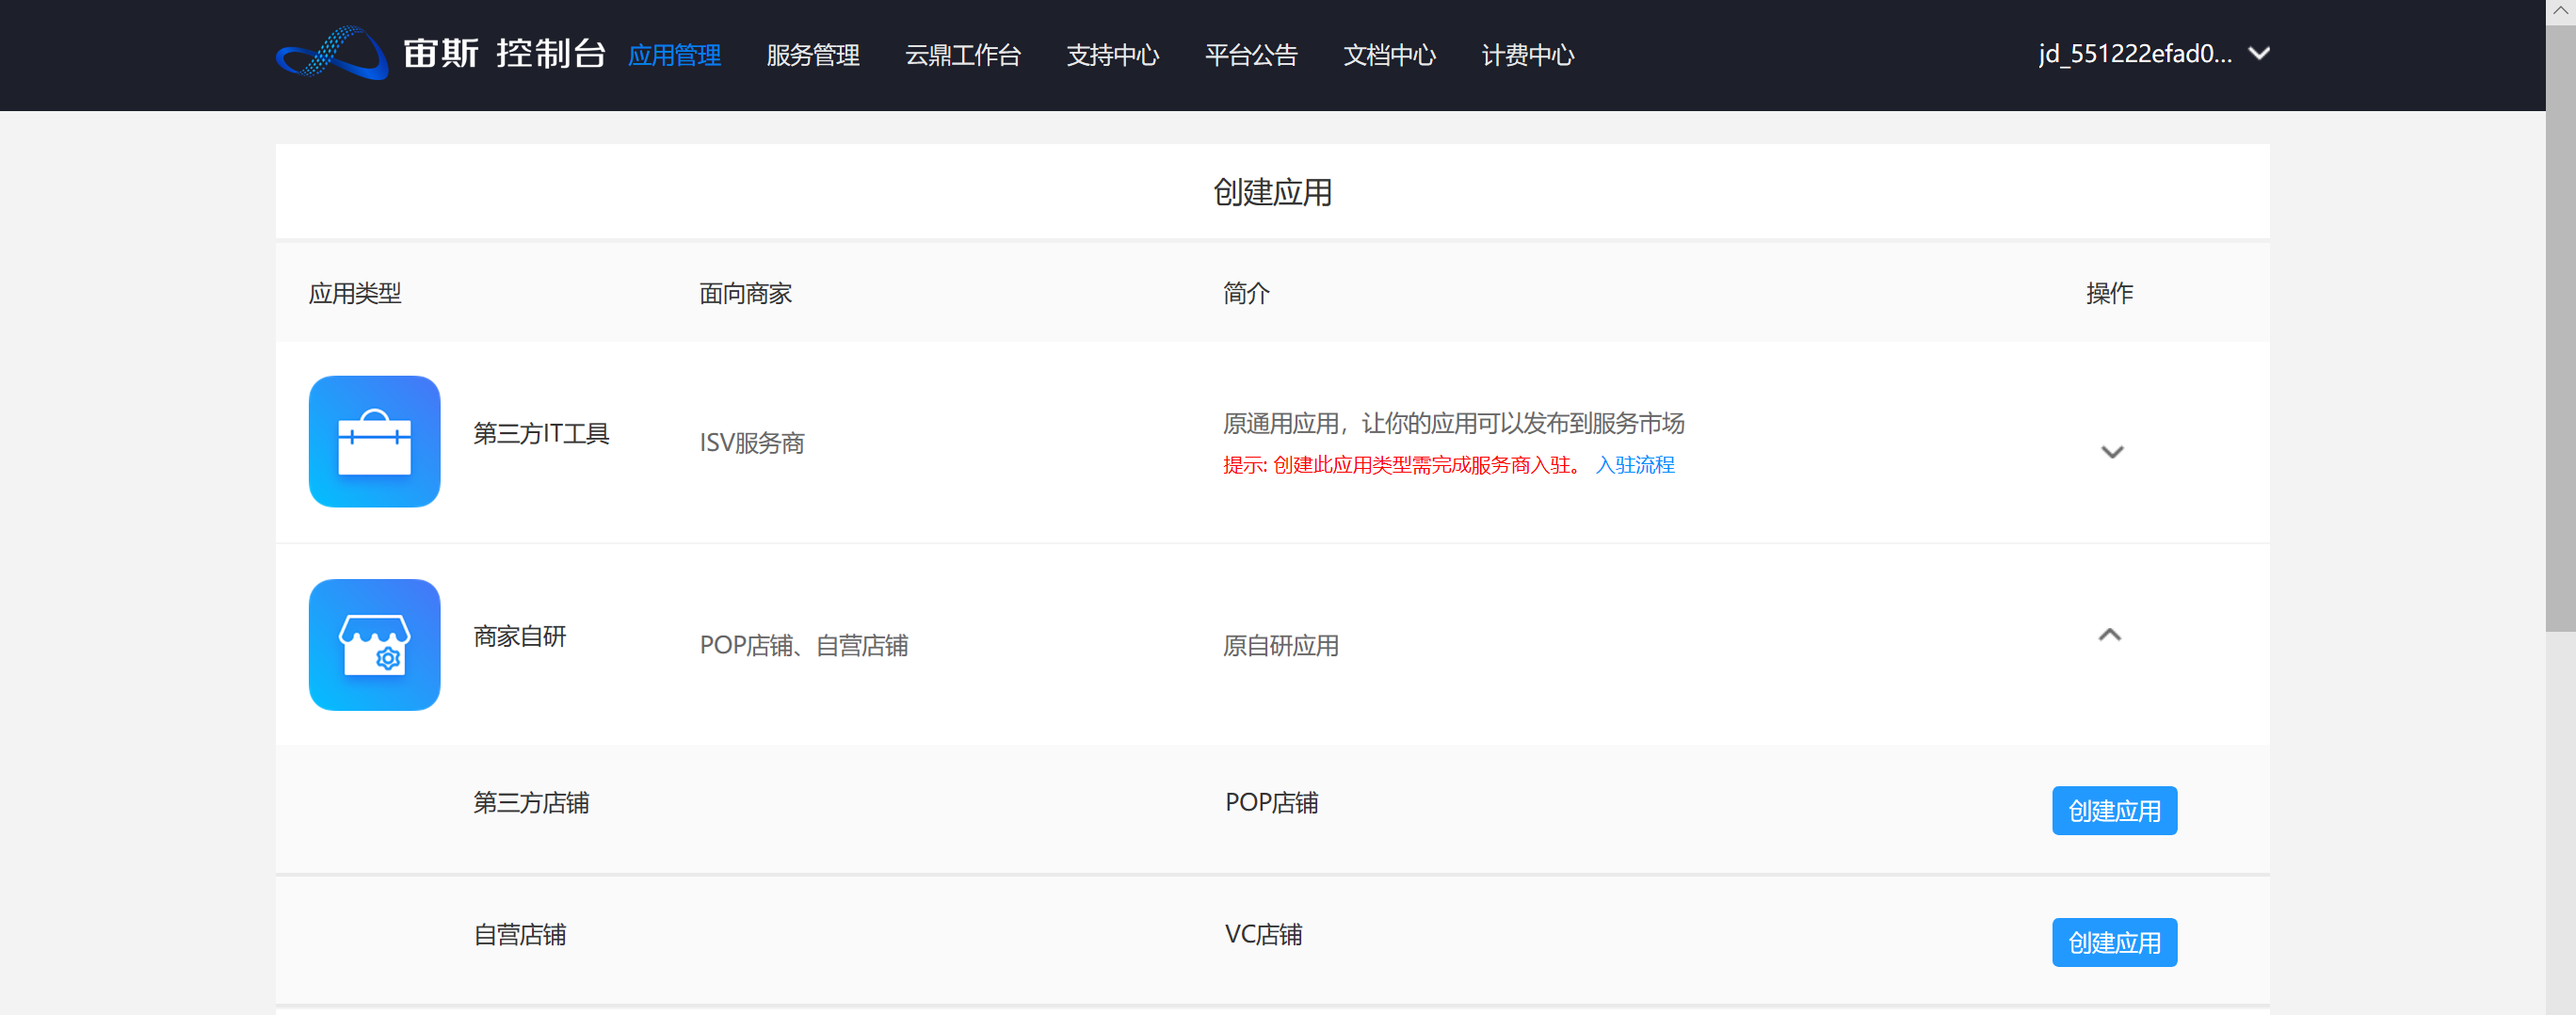 宙斯 控制台 应用管理 服务管理 云鼎工作台 支持中心 平台公告 文档中心 计费中心 jd_551222efad0...
创建应用
应用类型 面向商家 简介 操作
第三方IT工具 ISV服务商 原通用应用，让你的应用可以发布到服务市场
提示: 创建此应用类型需完成服务商入驻。 入驻流程
商家自研 POP店铺、自营店铺 原自研应用
第三方店铺 POP店铺 创建应用
自营店铺 VC店铺 创建应用